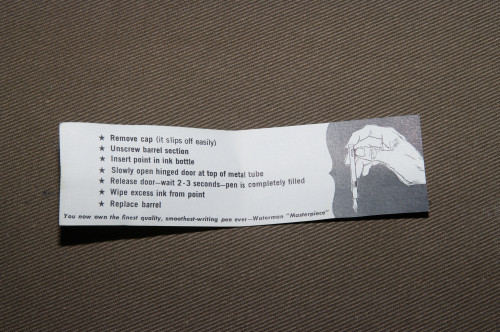 ★ Remove cap (it slips off easily)
★ Unscrew barrel section
★ Insert point in ink bottle
★ Slowly open hinged door at top of metal tube
★ Release door—wait 2-3 seconds—pen is completely filled
★ Wipe excess ink from point
★ Replace barrel
You now own the finest quality, smoothest-writing pen ever—Waterman "Masterpiece"